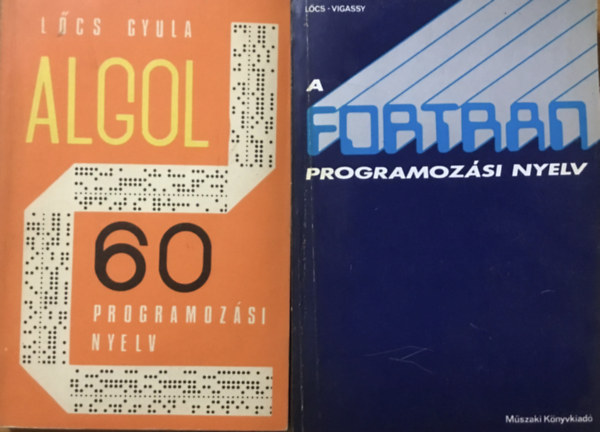 LŐCS GYULA
ALGOL
60
PROGRAMOZÁSI
NYELV
LŐCS - VIGASSY
A
FORTRAN
PROGRAMOZÁSI NYELV
Műszaki Könyvkiadó